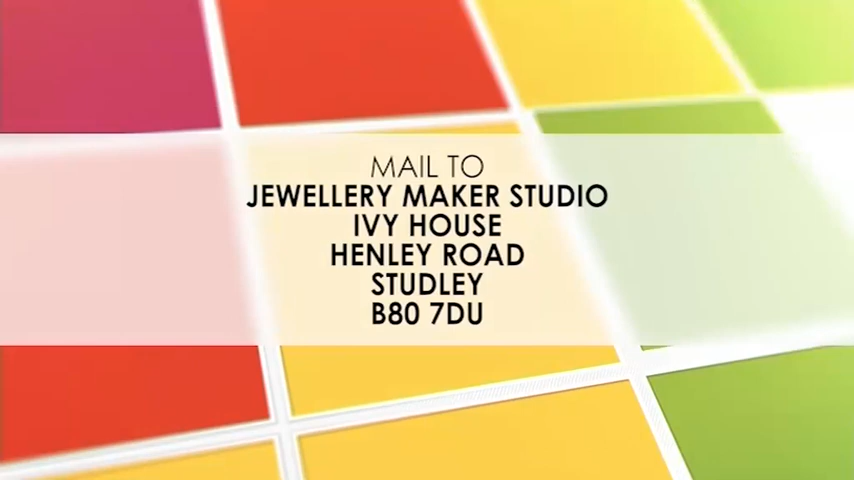 MAIL TO
JEWELLERY MAKER STUDIO
IVY HOUSE
HENLEY ROAD
STUDLEY
B80 7DU